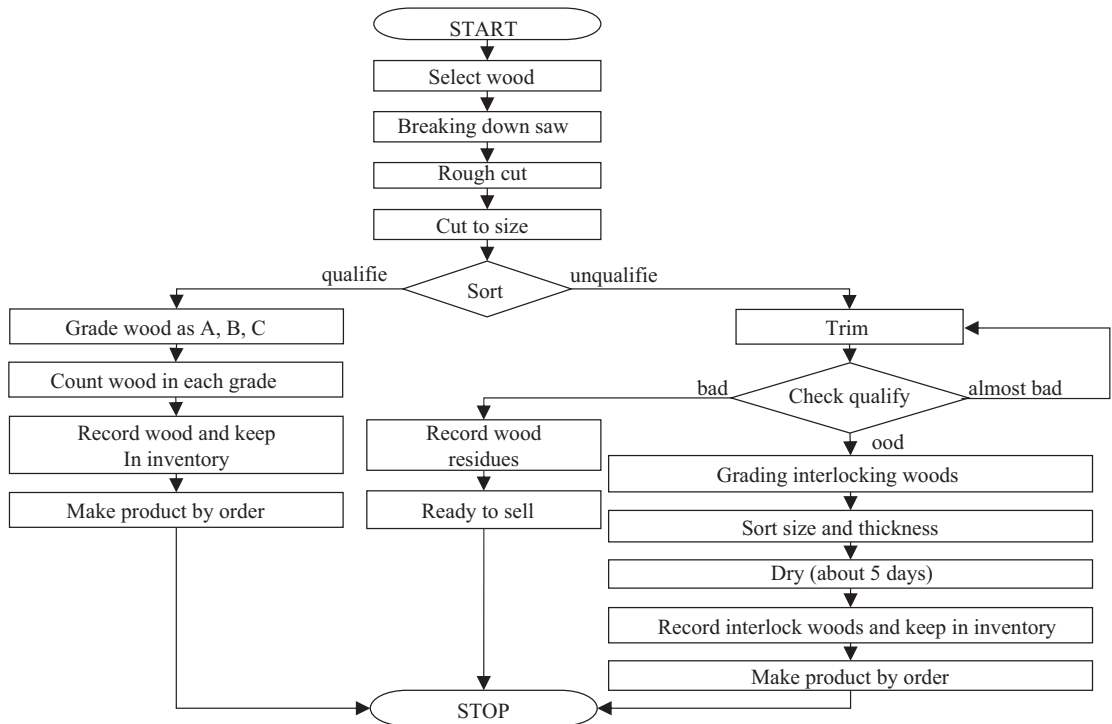 START
Select wood
Breaking down saw
Rough cut
Cut to size
qualifie
Sort
unqualifie
Grade wood as A, B, C
Count wood in each grade
Record wood and keep
In inventory
Make product by order
Trim
bad
Check qualify
almost bad
ood
Record wood
residues
Ready to sell
Grading interlocking woods
Sort size and thickness
Dry (about 5 days)
Record interlock woods and keep in inventory
Make product by order
STOP